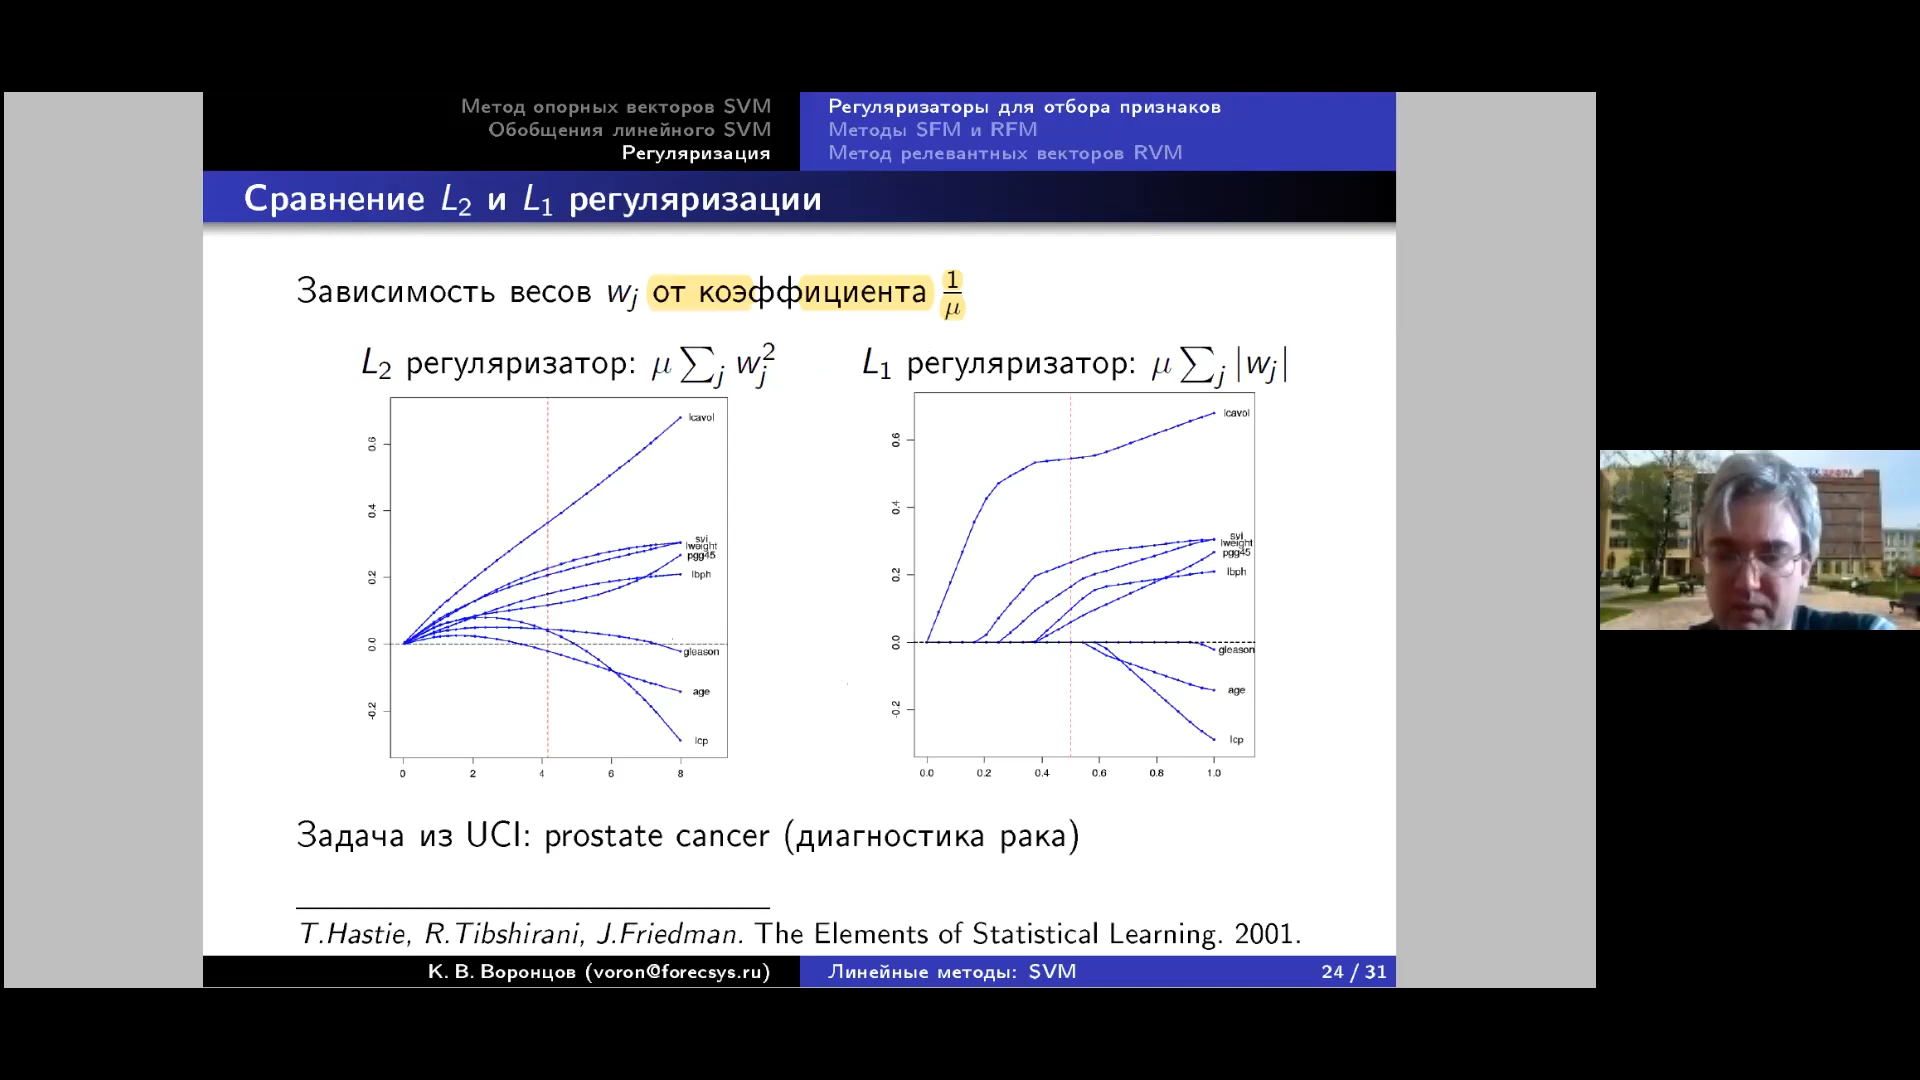 Метод опорных векторов SVM
Обобщения линейного SVM
Регуляризация
Регуляризаторы для отбора признаков
Методы SFM и RFM
Метод релевантных векторов RVM
Сравнение L₂ и L₁ регуляризации
Зависимость весов wⱼ от коэффициента 1/μ
L₂ регуляризатор: μ ∑ⱼ wⱼ²
0.6
0.4
0.2
0.0
-0.2
0 2 4 6 8
lcavol
svi
lweight
pgg45
lbph
gleason
age
lcp
L₁ регуляризатор: μ ∑ⱼ |wⱼ|
0.6
0.4
0.2
0.0
-0.2
0.0 0.2 0.4 0.6 0.8 1.0
lcavol
svi
lweight
pgg45
lbph
gleason
age
lcp
Задача из UCI: prostate cancer (диагностика рака)
T.Hastie, R.Tibshirani, J.Friedman. The Elements of Statistical Learning. 2001.
К. В. Воронцов (voron@forecsys.ru)
Линейные методы: SVM
24 / 31